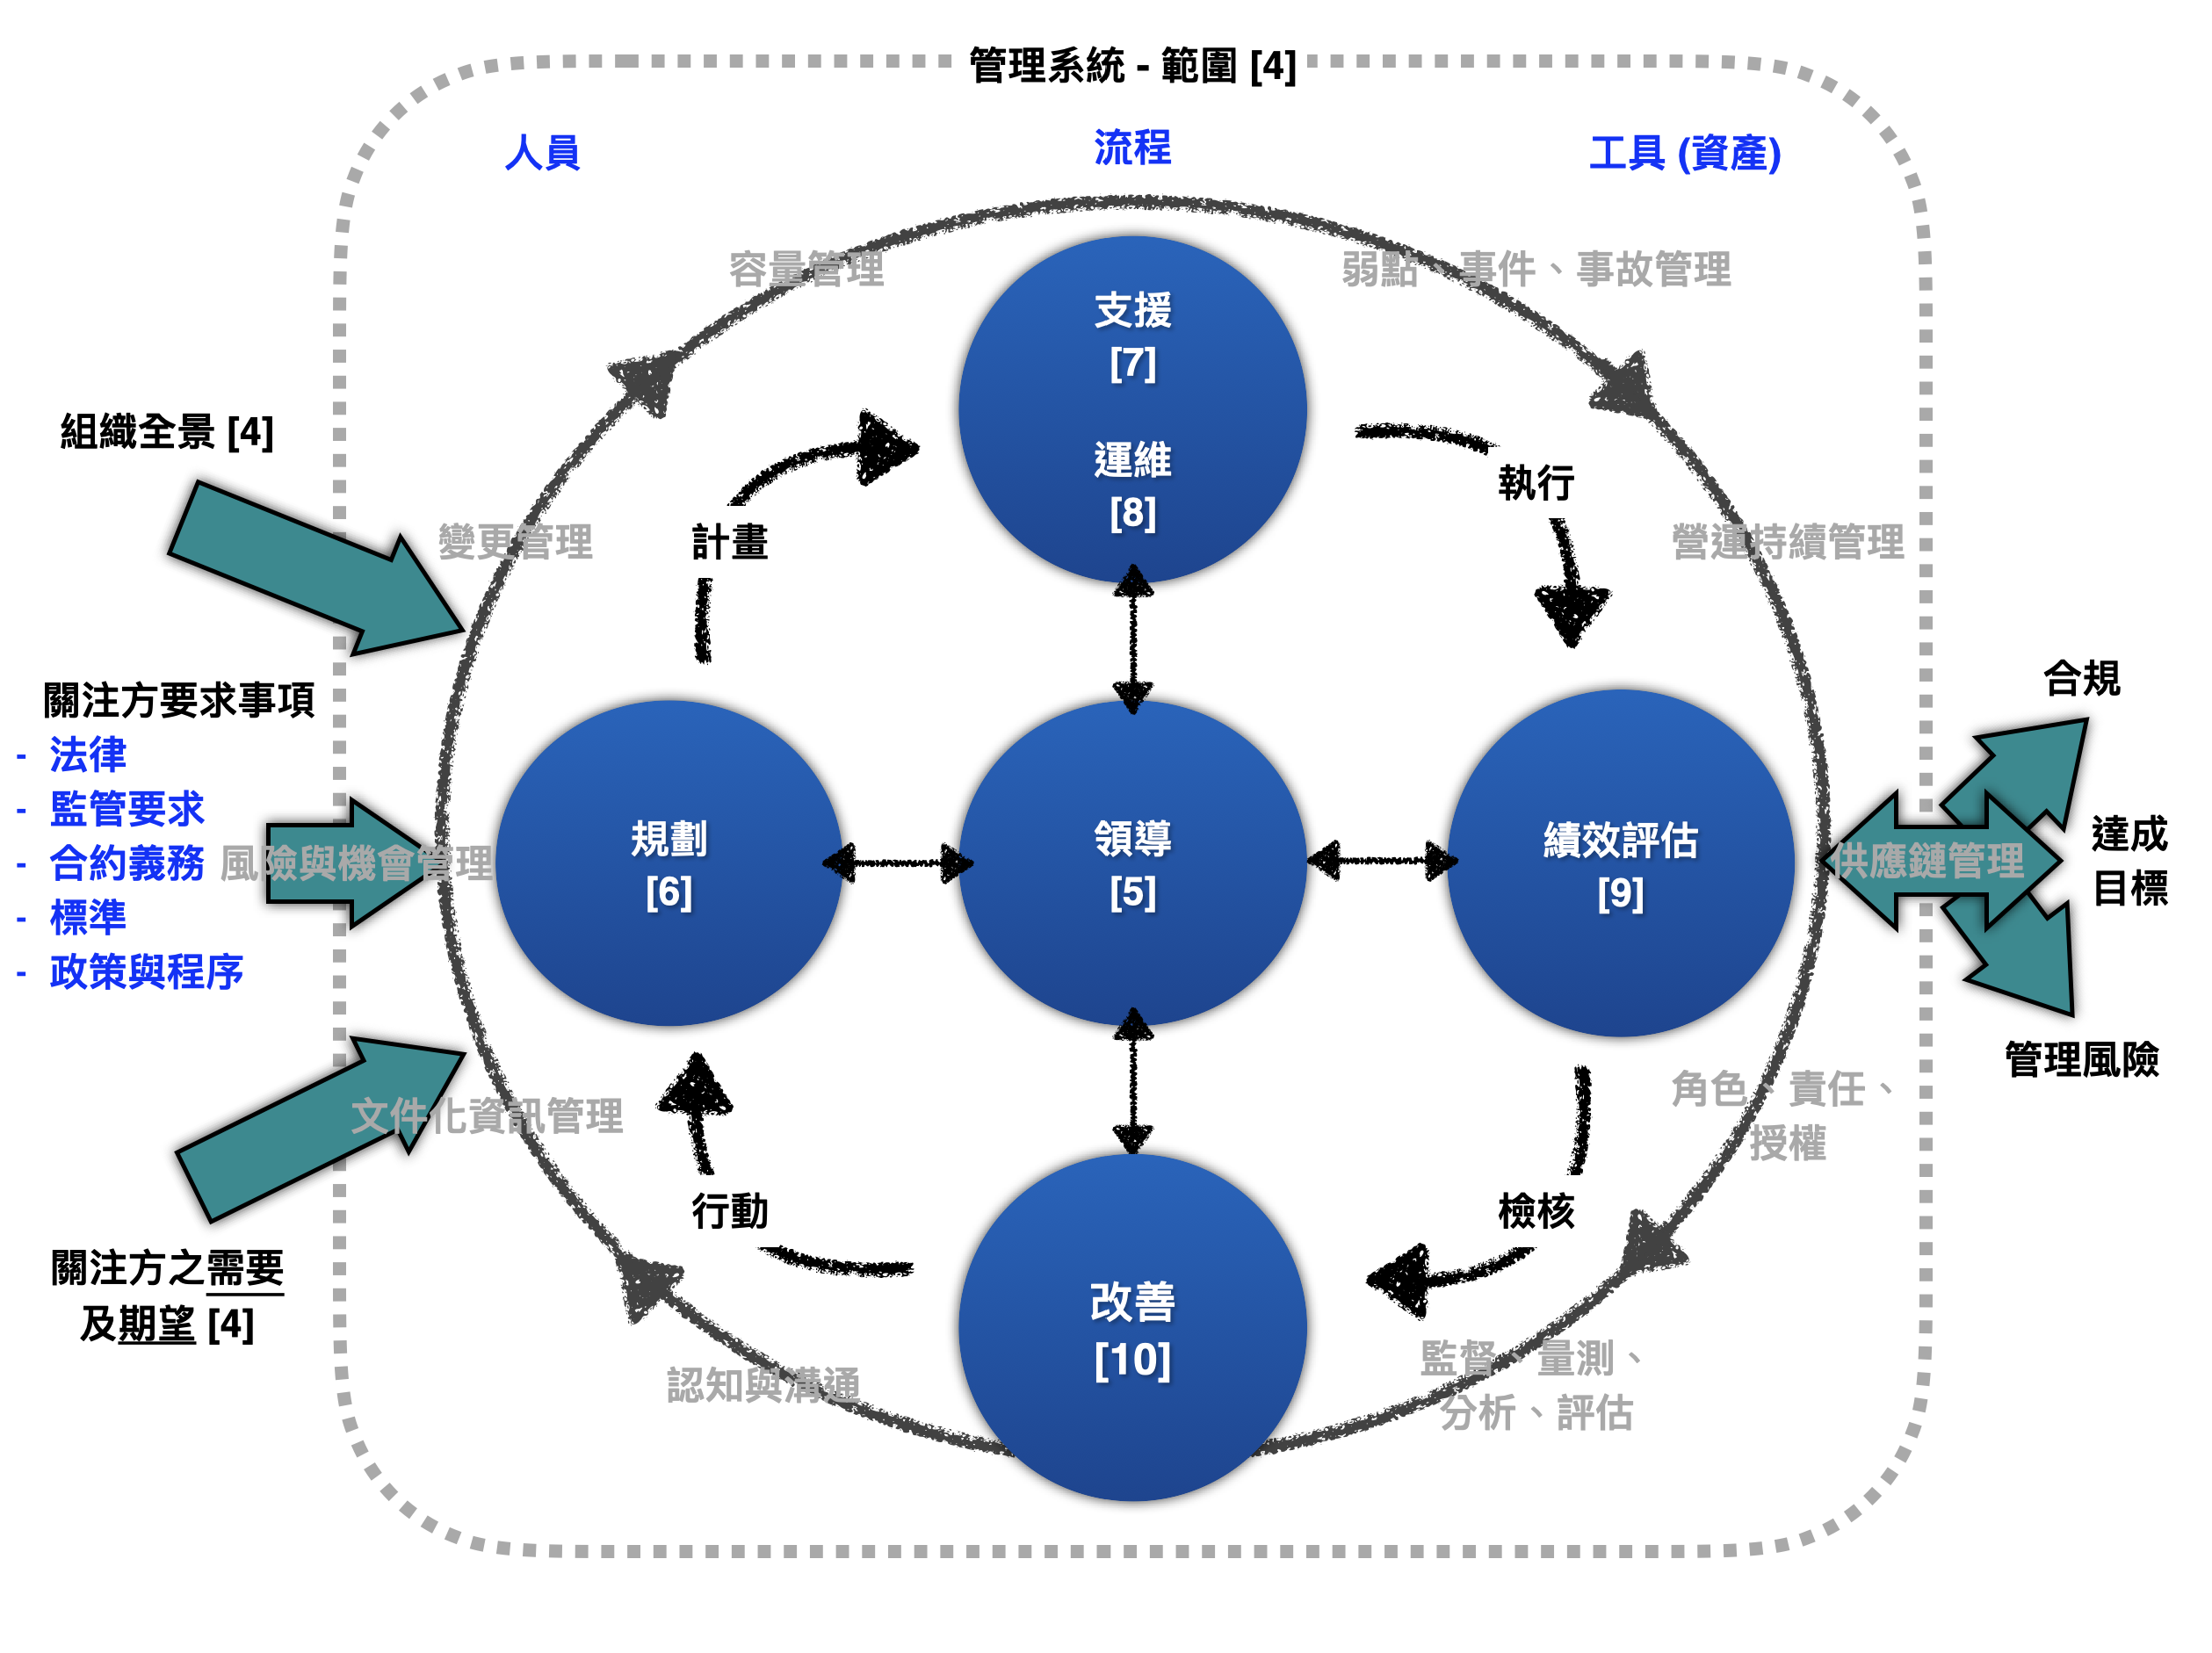 管理系統 - 範圍 [4]
人員
流程
工具 (資產)
容量管理
弱點、事件、事故管理
支援
[7]
運維
[8]
組織全景 [4]
執行
變更管理
計畫
營運持續管理
關注方要求事項
- 法律
- 監管要求
- 合約義務
- 標準
- 政策與程序
風險與機會管理
規劃
[6]
領導
[5]
績效評估
[9]
供應鏈管理
合規
達成
目標
管理風險
文件化資訊管理
角色、責任、
授權
行動
檢核
關注方之需要
及期望 [4]
改善
[10]
認知與溝通
監督、量測、
分析、評估